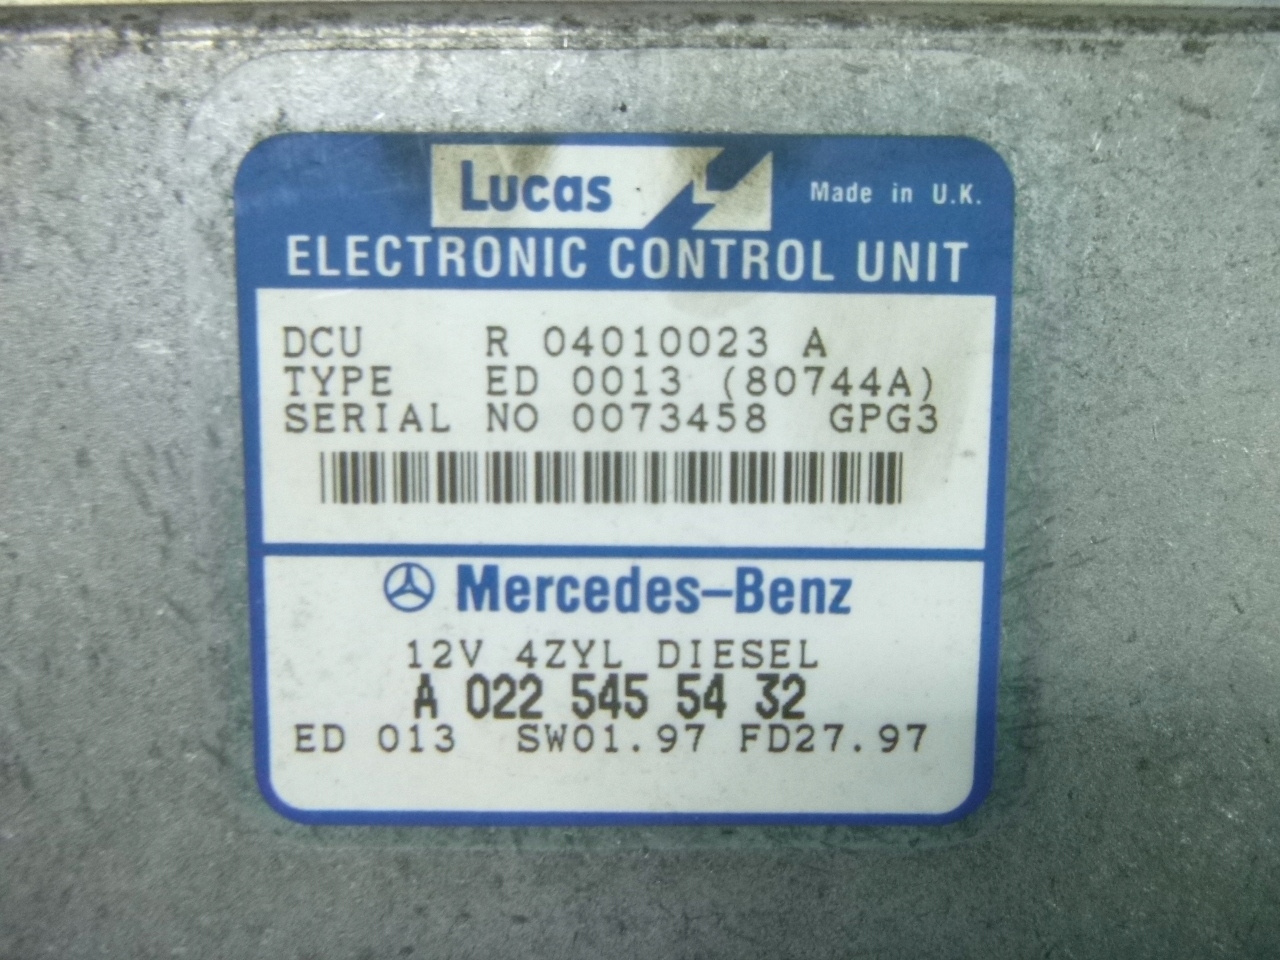 Lucas
Made in U.K.
ELECTRONIC CONTROL UNIT
DCU R 04010023 A
TYPE ED 0013 (80744A)
SERIAL NO 0073458 GPG3
Mercedes-Benz
12V 4ZYL DIESEL
A 022 545 54 32
ED 013 SW01.97 FD27.97